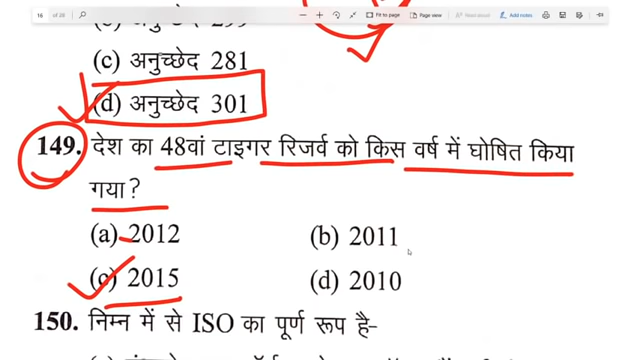 16 of 28
Fit to page
Page view
Add notes
(c) अनुच्छेद 281
(d) अनुच्छेद 301
149. देश का 48वां टाइगर रिजर्व को किस वर्ष में घोषित किया
गया?
(a) 2012 (b) 2011
(c) 2015 (d) 2010
150. निम्न में से ISO का पूर्ण रूप है-